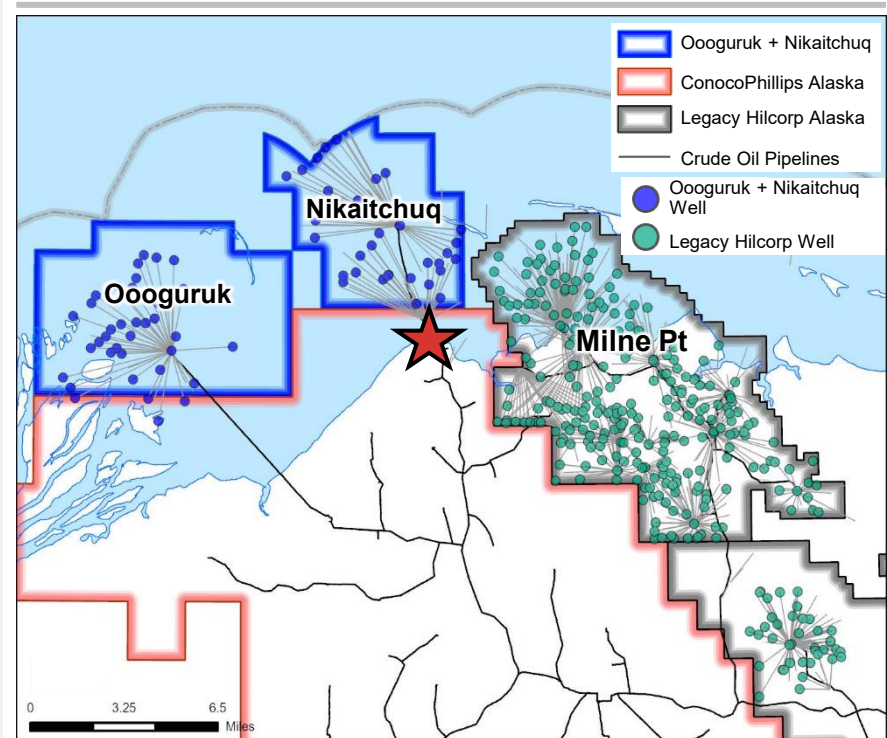 Oooguruk + Nikaitchuq
ConocoPhillips Alaska
Legacy Hilcorp Alaska
Crude Oil Pipelines
Oooguruk + Nikaitchuq
Well
Legacy Hilcorp Well
Nikaitchuq
Oooguruk
Milne Pt
0 3.25 6.5
Miles